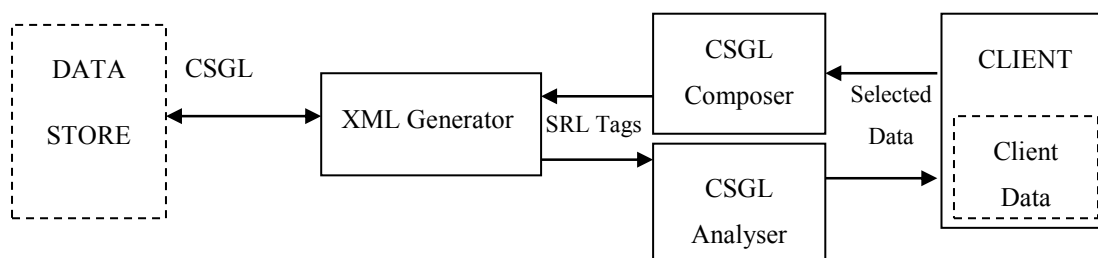 DATA
STORE
CSGL
XML Generator
SRL Tags
CSGL
Composer
CSGL
Analyser
Selected
Data
CLIENT
Client
Data